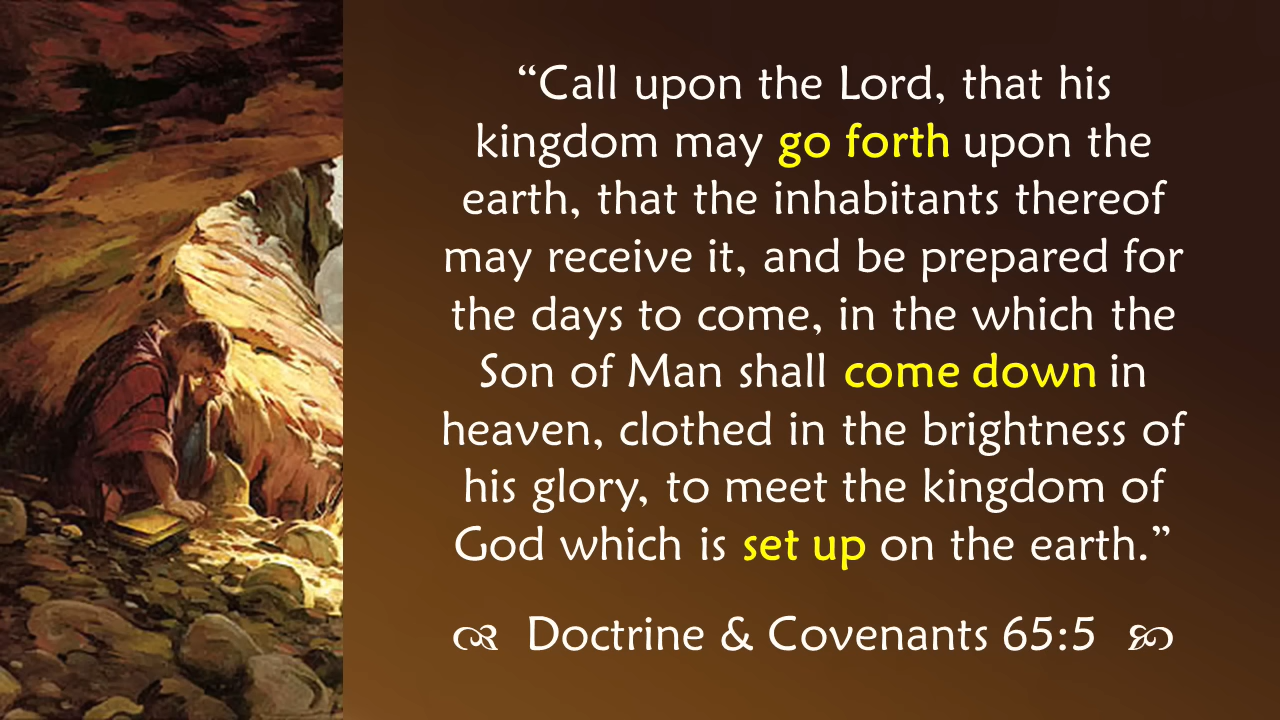 “Call upon the Lord, that his
kingdom may go forth upon the
earth, that the inhabitants thereof
may receive it, and be prepared for
the days to come, in the which the
Son of Man shall come down in
heaven, clothed in the brightness of
his glory, to meet the kingdom of
God which is set up on the earth.”
Doctrine & Covenants 65:5